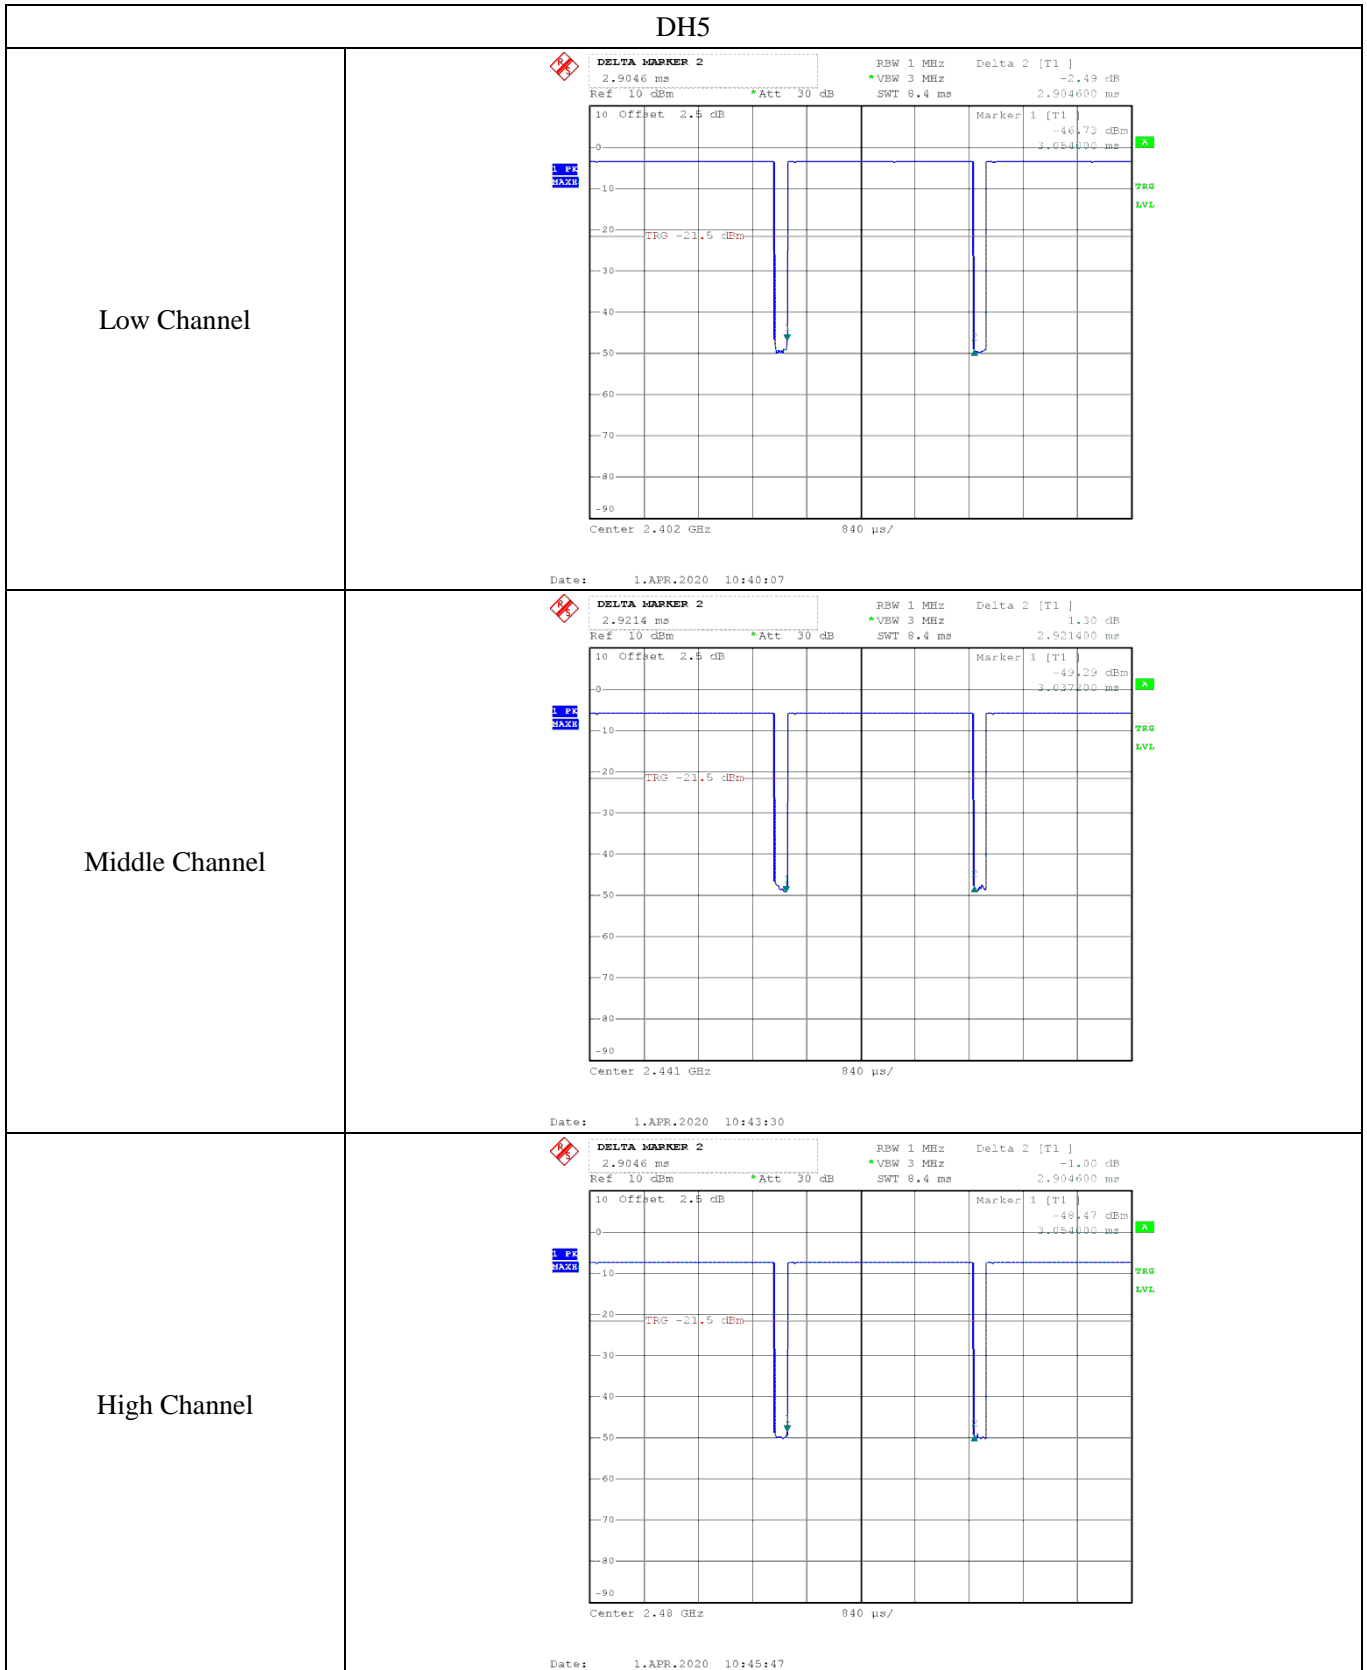 DH5
Low Channel
R S
DELTA MARKER 2
2.9046 ms
RBW 1 MHz
Delta 2 [T1 ]
*VBW 3 MHz
-2.49 dB
Ref 10 dBm
*Att 30 dB
SWT 8.4 ms
2.904600 ms
10 Offset 2.5 dB
Marker 1 [T1 ]
-46.73 dBm
3.054000 ms
A
1 PK
MAXH
TRG
LVL
TRG -21.5 dBm
0
-10
-20
-30
-40
-50
-60
-70
-80
-90
Center 2.402 GHz
840 µs/
Date: 1.APR.2020 10:40:07
Middle Channel
R S
DELTA MARKER 2
2.9214 ms
RBW 1 MHz
Delta 2 [T1 ]
*VBW 3 MHz
1.30 dB
Ref 10 dBm
*Att 30 dB
SWT 8.4 ms
2.921400 ms
10 Offset 2.5 dB
Marker 1 [T1 ]
-49.29 dBm
3.037200 ms
A
1 PK
MAXH
TRG
LVL
TRG -21.5 dBm
0
-10
-20
-30
-40
-50
-60
-70
-80
-90
Center 2.441 GHz
840 µs/
Date: 1.APR.2020 10:43:30
High Channel
R S
DELTA MARKER 2
2.9046 ms
RBW 1 MHz
Delta 2 [T1 ]
*VBW 3 MHz
-1.00 dB
Ref 10 dBm
*Att 30 dB
SWT 8.4 ms
2.904600 ms
10 Offset 2.5 dB
Marker 1 [T1 ]
-48.47 dBm
3.054000 ms
A
1 PK
MAXH
TRG
LVL
TRG -21.5 dBm
0
-10
-20
-30
-40
-50
-60
-70
-80
-90
Center 2.48 GHz
840 µs/
Date: 1.APR.2020 10:45:47